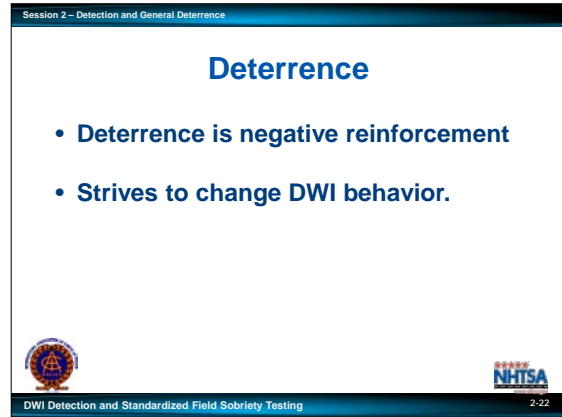 Session 2 – Detection and General Deterrence
Deterrence
• Deterrence is negative reinforcement
• Strives to change DWI behavior.
NHTSA
DWI Detection and Standardized Field Sobriety Testing
2-22